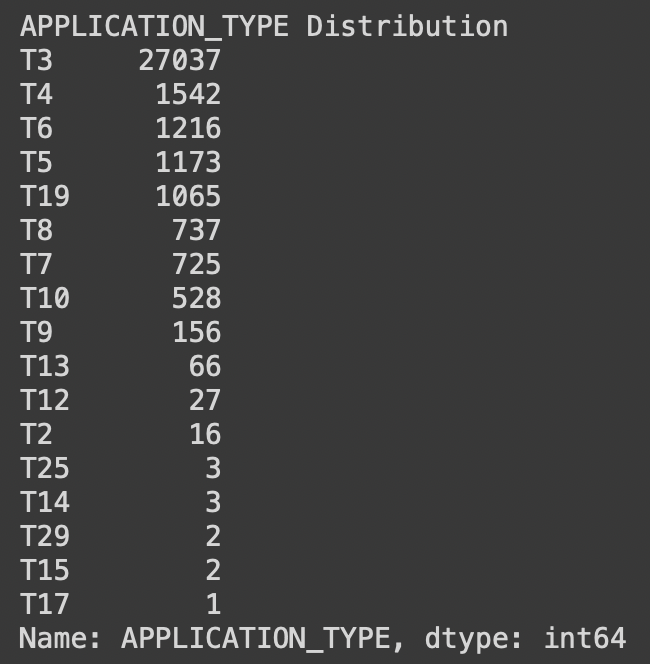 APPLICATION_TYPE Distribution
T3     27037
T4      1542
T6      1216
T5      1173
T19     1065
T8       737
T7       725
T10      528
T9       156
T13       66
T12       27
T2        16
T25        3
T14        3
T29        2
T15        2
T17        1
Name: APPLICATION_TYPE, dtype: int64